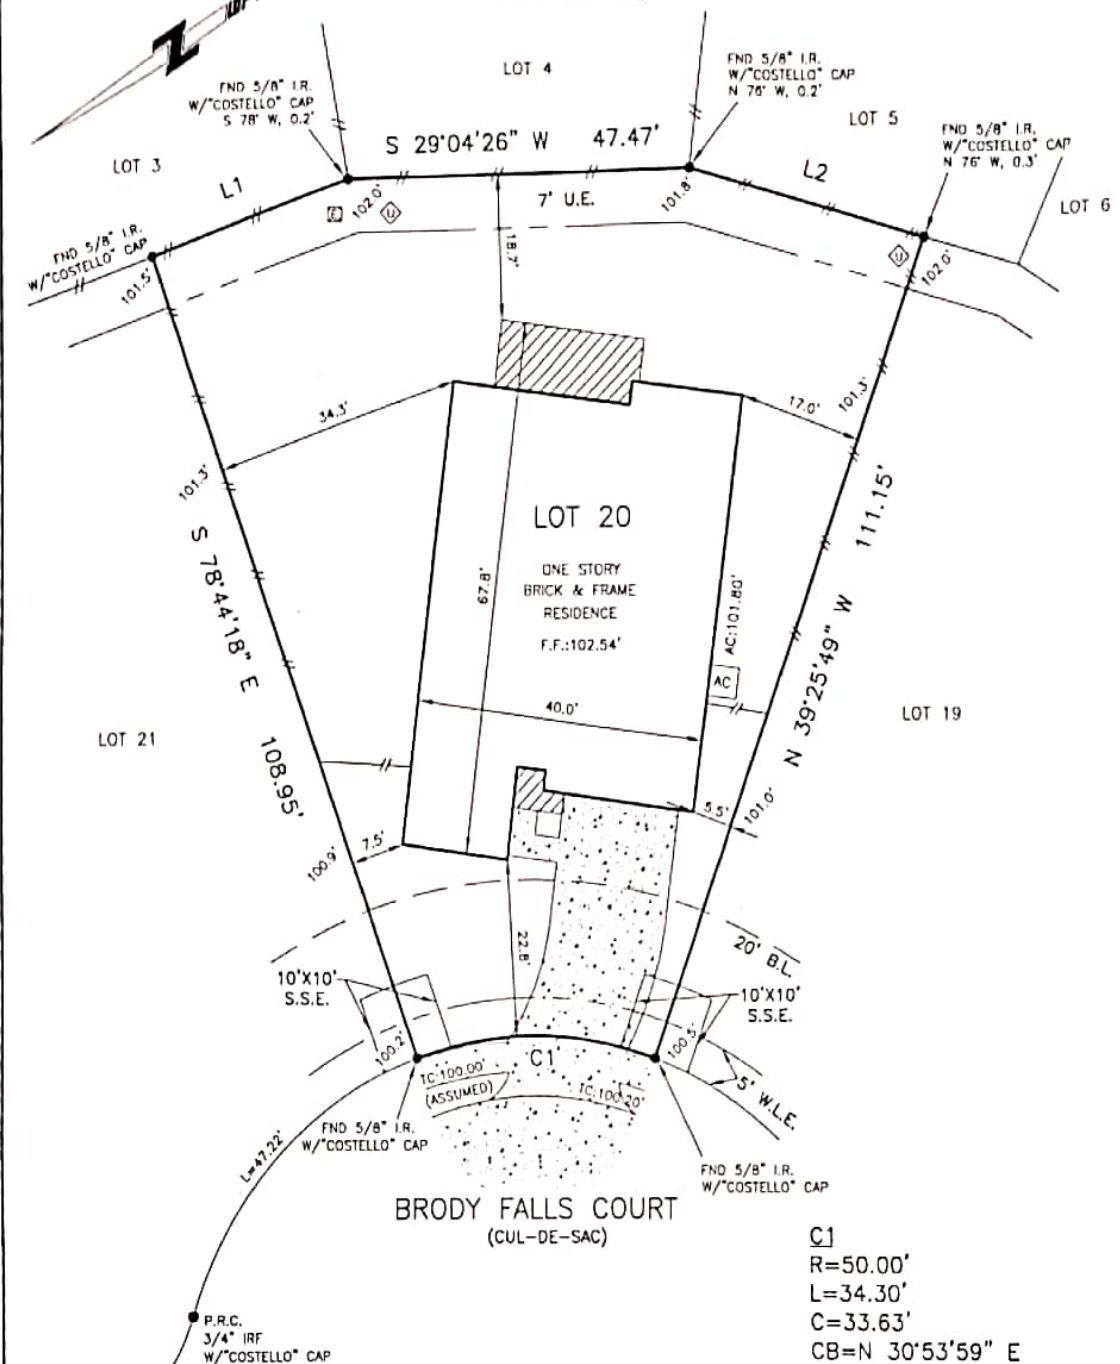 LOT 4
FND 5/8" I.R.
W/"COSTELLO" CAP
S 78° W, 0.2'
FND 5/8" I.R.
W/"COSTELLO" CAP
N 76° W, 0.2'
LOT 5
FND 5/8" I.R.
W/"COSTELLO" CAP
N 76° W, 0.3'
LOT 3
L1
S 29°04'26" W 47.47'
L2
LOT 6
7' U.E.
E
102.0'
U
101.8'
U
102.0'
FND 5/8" I.R.
W/"COSTELLO" CAP
101.5'
18.7'
34.3'
17.0'
101.3'
101.3'
S 78°44'18" E 108.95'
N 39°25'49" W 111.15'
LOT 20
ONE STORY
BRICK & FRAME
RESIDENCE
F.F.:102.54'
67.8'
AC:101.80'
AC
40.0'
LOT 21
LOT 19
5.5'
101.0'
7.5'
100.9'
22.8'
20' B.L.
10'X10'
S.S.E.
10'X10'
S.S.E.
100.2'
100.5'
C1
TC:100.00'
(ASSUMED)
TC:100.20'
5' W.L.E.
FND 5/8" I.R.
W/"COSTELLO" CAP
L=47.22'
FND 5/8" I.R.
W/"COSTELLO" CAP
BRODY FALLS COURT
(CUL-DE-SAC)
C1
R=50.00'
L=34.30'
C=33.63'
CB=N 30°53'59" E
P.R.C.
3/4" IRF
W/"COSTELLO" CAP